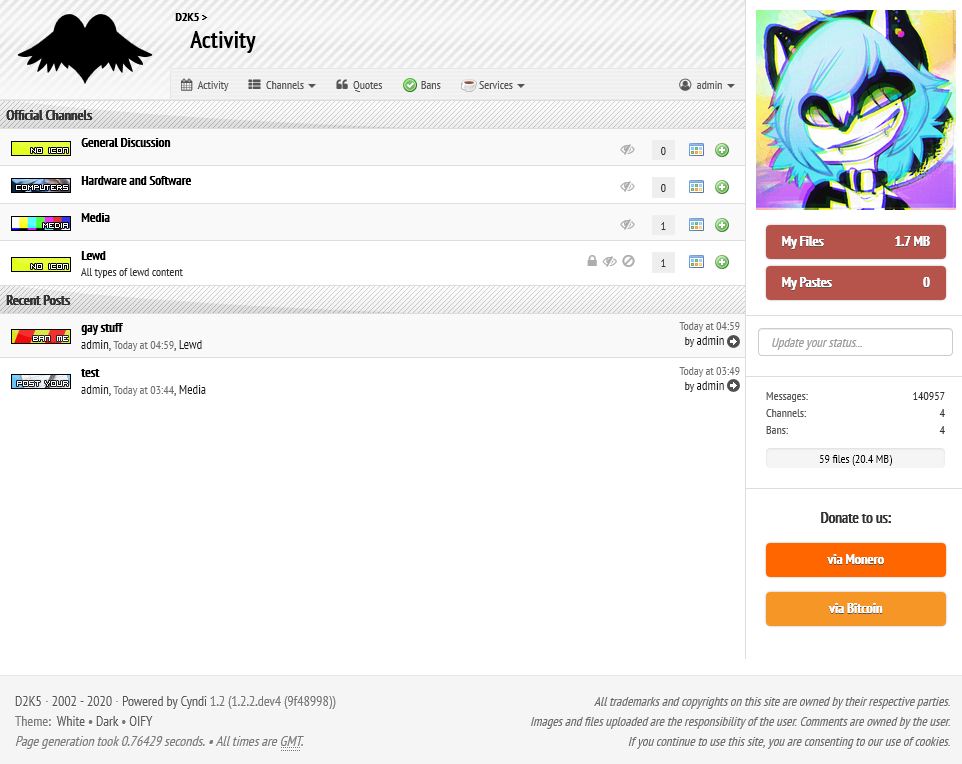 D2K5 >
Activity
Activity Channels Quotes Bans Services admin
Official Channels
NO ICON General Discussion 0
COMPUTERS Hardware and Software 0
MEDIA Media 1
NO ICON Lewd 1
All types of lewd content
Recent Posts
BAN ME gay stuff Today at 04:59
admin, Today at 04:59, Lewd by admin
POST YOUR test Today at 03:49
admin, Today at 03:44, Media by admin
My Files 1.7 MB
My Pastes 0
Update your status...
Messages: 140957
Channels: 4
Bans: 4
59 files (20.4 MB)
Donate to us:
via Monero
via Bitcoin
D2K5 · 2002 - 2020 · Powered by Cyndi 1.2 (1.2.2.dev4 (9f48998))
Theme: White • Dark • OIFY
Page generation took 0.76429 seconds. • All times are GMT.
All trademarks and copyrights on this site are owned by their respective parties.
Images and files uploaded are the responsibility of the user. Comments are owned by the user.
If you continue to use this site, you are consenting to our use of cookies.